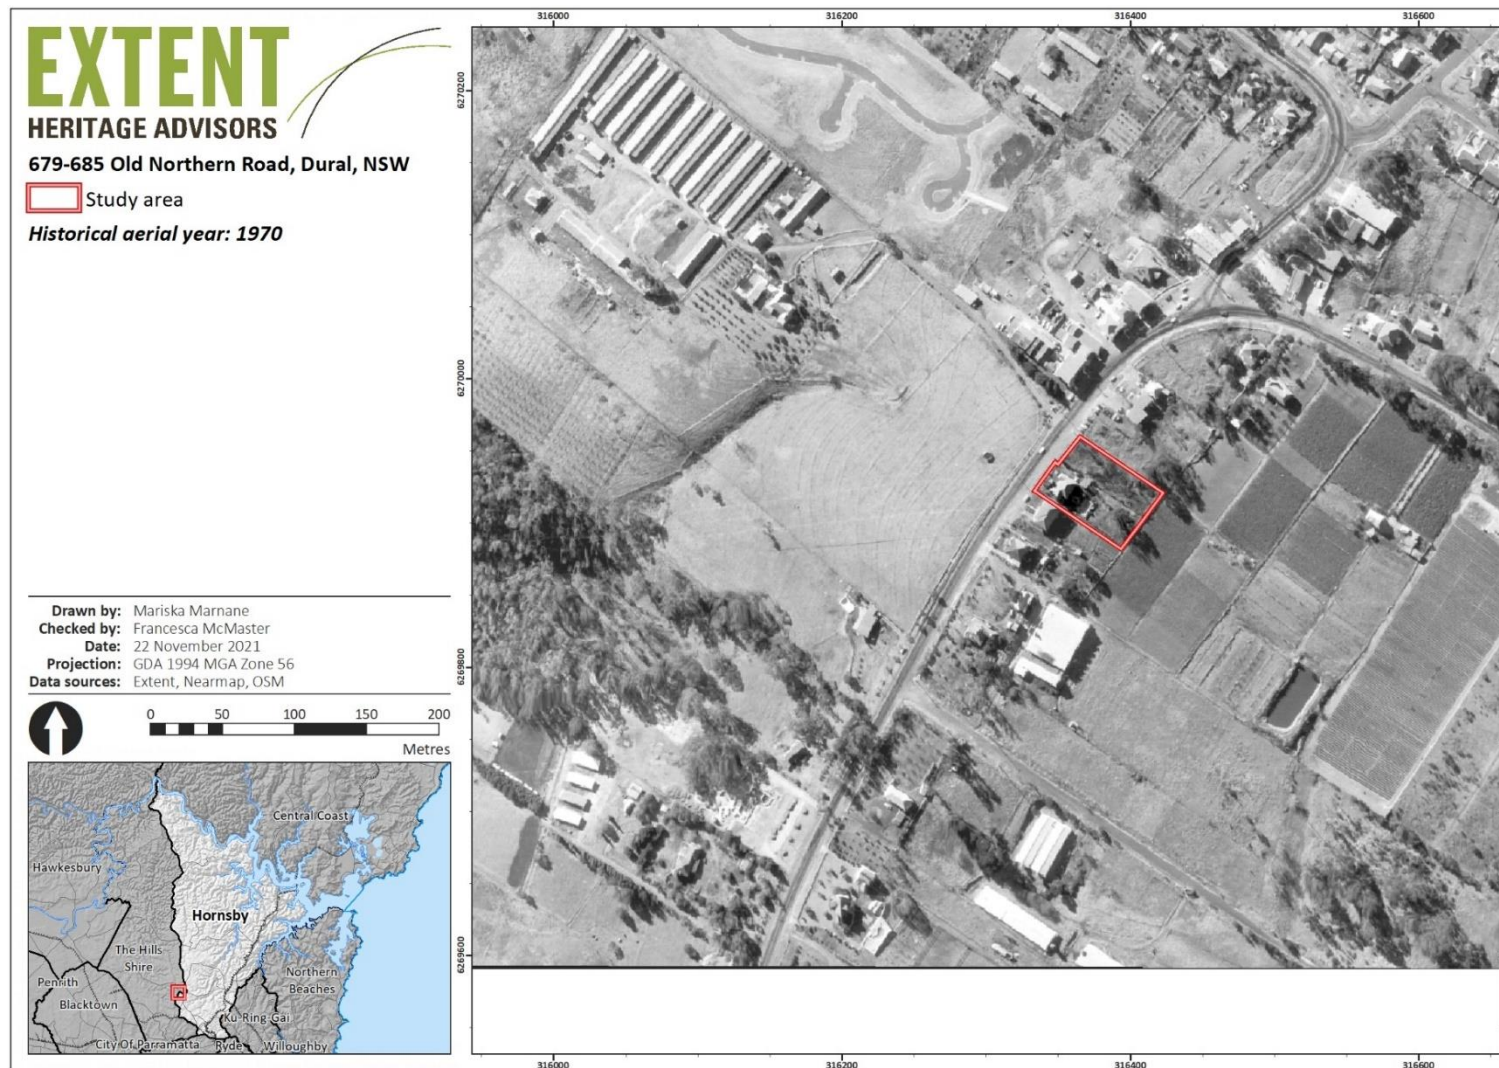 EXTENT
HERITAGE ADVISORS
679-685 Old Northern Road, Dural, NSW
Study area
Historical aerial year: 1970
Drawn by: Mariska Marnane
Checked by: Francesca McMaster
Date: 22 November 2021
Projection: GDA 1994 MGA Zone 56
Data sources: Extent, Nearmap, OSM
0 50 100 150 200
Metres
Central Coast
Hawkesbury
Hornsby
The Hills
Shire
Northern
Beaches
Penrith
Blacktown
Ku-Ring-Gai
City Of Parramatta Ryde Willoughby
316000 316200 316400 316600
6270200
6270000
6269800
6269600
316000 316200 316400 316600